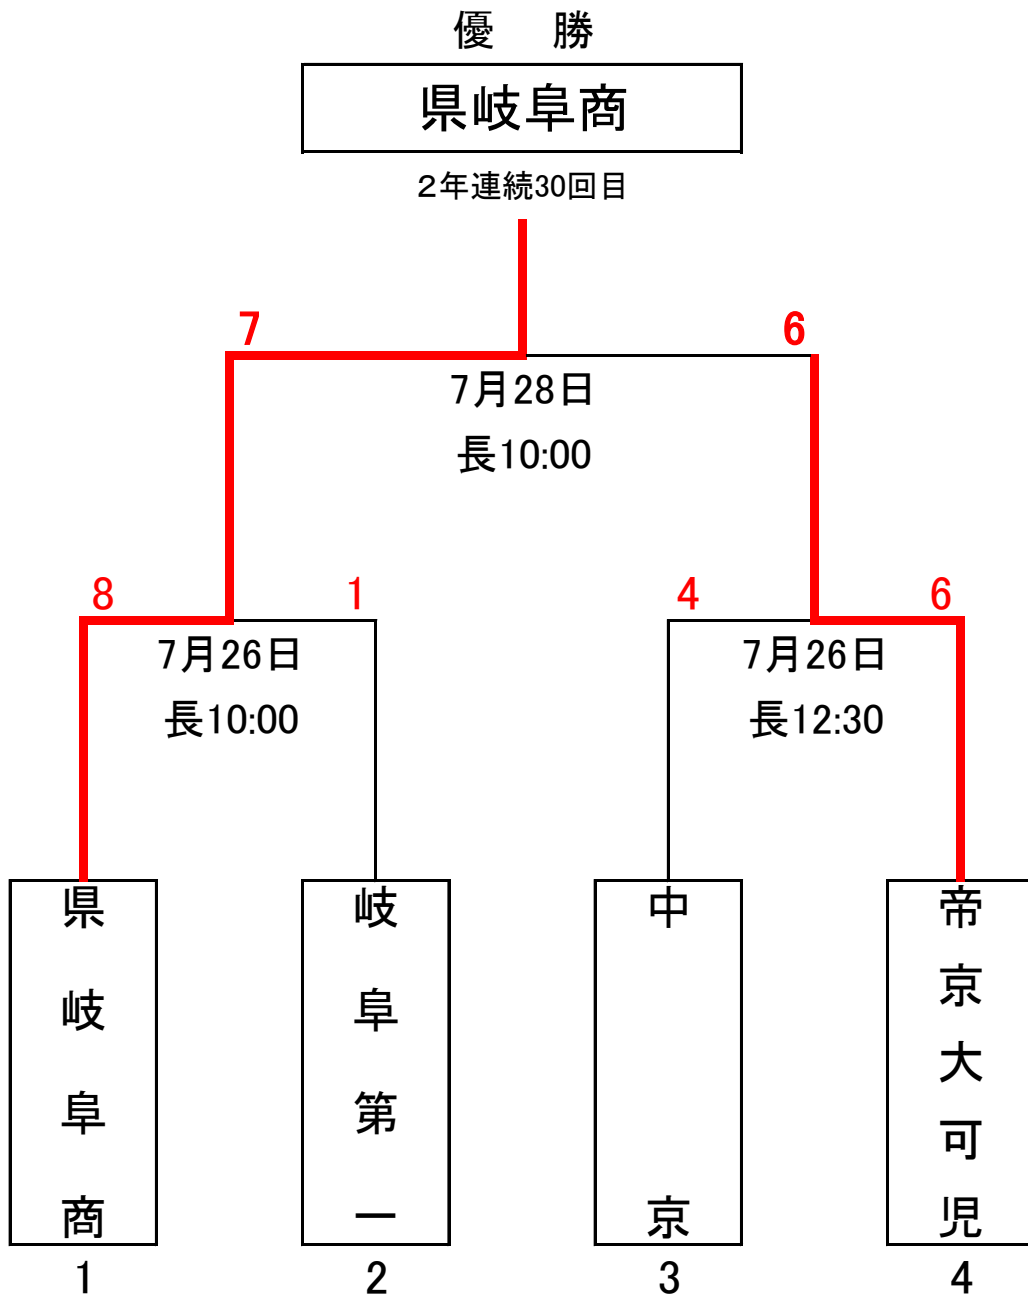 優 勝
県岐阜商
２年連続30回目
7 6
7月28日
長10:00
8 1 4 6
7月26日 7月26日
長10:00 長12:30
県岐阜商
岐阜第一
中京
帝京大可児
1 2 3 4